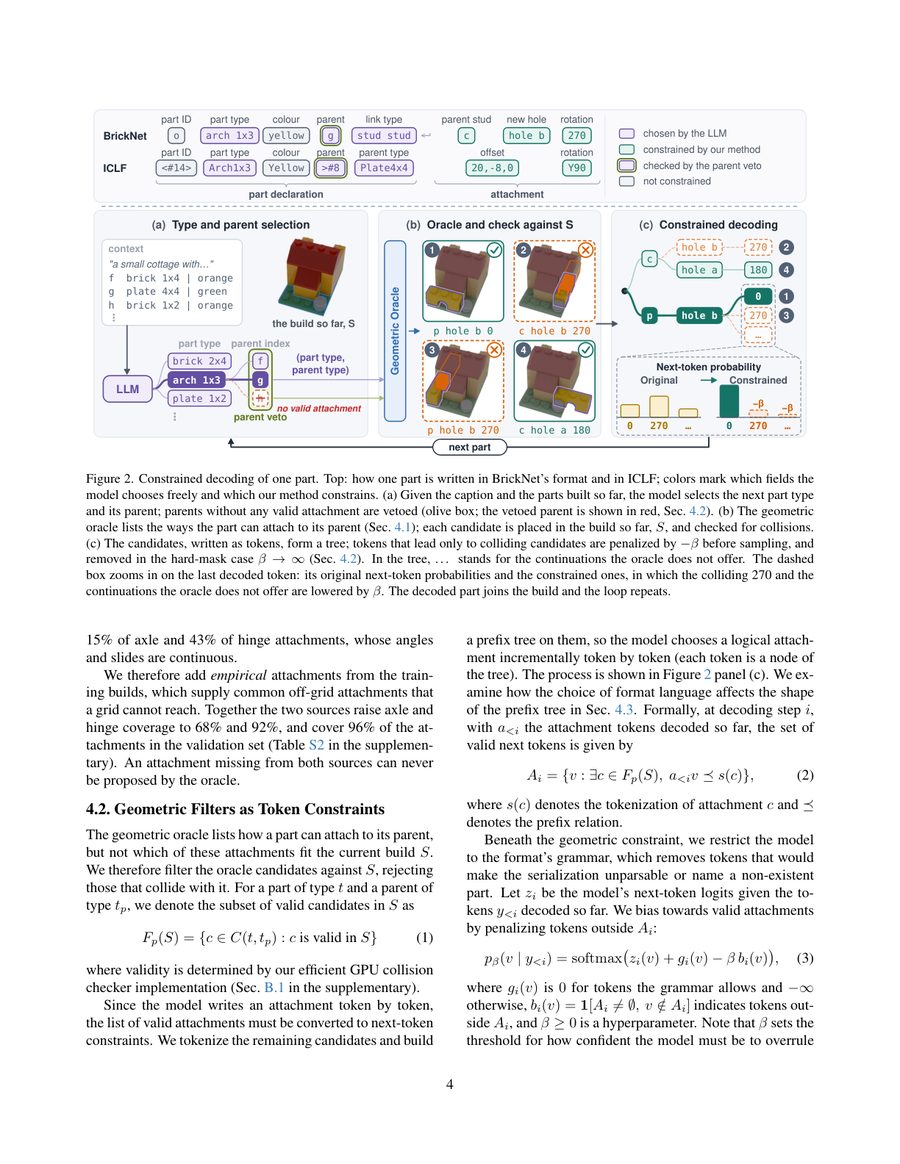 part ID part type colour parent link type parent stud new hole rotation
BrickNet o arch 1x3 yellow g stud stud ↩ c hole b 270
part ID part type colour parent parent type offset rotation
ICLF <#14> Arch1x3 Yellow >#8 Plate4x4 20,-8,0 Y90
part declaration attachment
chosen by the LLM
constrained by our method
checked by the parent veto
not constrained
(a) Type and parent selection
context
"a small cottage with…"
f brick 1x4 | orange
g plate 4x4 | green
h brick 1x2 | orange
⋮
the build so far, S
part type parent index
LLM
brick 2x4 f
arch 1x3 g
plate 1x2 h
⋮
parent veto
(part type,
parent type)
no valid attachment
(b) Oracle and check against S
Geometric Oracle
1 2
p hole b 0 c hole b 270
3 4
p hole b 270 c hole a 180
(c) Constrained decoding
hole b 270 2
c
hole a 180 4
0 1
p hole b 270 3
…
Next-token probability
Original Constrained
−β −β
0 270 … 0 270 …
next part
Figure 2. Constrained decoding of one part. Top: how one part is written in BrickNet's format and in ICLF; colors mark which fields the
model chooses freely and which our method constrains. (a) Given the caption and the parts built so far, the model selects the next part type
and its parent; parents without any valid attachment are vetoed (olive box; the vetoed parent is shown in red, Sec. 4.2). (b) The geometric
oracle lists the ways the part can attach to its parent (Sec. 4.1); each candidate is placed in the build so far, S, and checked for collisions.
(c) The candidates, written as tokens, form a tree; tokens that lead only to colliding candidates are penalized by −β before sampling, and
removed in the hard-mask case β → ∞ (Sec. 4.2). In the tree, … stands for the continuations the oracle does not offer. The dashed
box zooms in on the last decoded token: its original next-token probabilities and the constrained ones, in which the colliding 270 and the
continuations the oracle does not offer are lowered by β. The decoded part joins the build and the loop repeats.
15% of axle and 43% of hinge attachments, whose angles
and slides are continuous.
We therefore add empirical attachments from the train-
ing builds, which supply common off-grid attachments that
a grid cannot reach. Together the two sources raise axle and
hinge coverage to 68% and 92%, and cover 96% of the at-
tachments in the validation set (Table S2 in the supplemen-
tary). An attachment missing from both sources can never
be proposed by the oracle.
4.2. Geometric Filters as Token Constraints
The geometric oracle lists how a part can attach to its parent,
but not which of these attachments fit the current build S.
We therefore filter the oracle candidates against S, rejecting
those that collide with it. For a part of type t and a parent of
type tₚ, we denote the subset of valid candidates in S as
Fₚ(S) = {c ∈ C(t, tₚ) : c is valid in S} (1)
where validity is determined by our efficient GPU collision
checker implementation (Sec. B.1 in the supplementary).
Since the model writes an attachment token by token,
the list of valid attachments must be converted to next-token
constraints. We tokenize the remaining candidates and build
a prefix tree on them, so the model chooses a logical attach-
ment incrementally token by token (each token is a node of
the tree). The process is shown in Figure 2 panel (c). We ex-
amine how the choice of format language affects the shape
of the prefix tree in Sec. 4.3. Formally, at decoding step i,
with a<i the attachment tokens decoded so far, the set of
valid next tokens is given by
Aᵢ = {v : ∃c ∈ Fₚ(S), a<iv ⪯ s(c)}, (2)
where s(c) denotes the tokenization of attachment c and ⪯
denotes the prefix relation.
Beneath the geometric constraint, we restrict the model
to the format's grammar, which removes tokens that would
make the serialization unparsable or name a non-existent
part. Let zᵢ be the model's next-token logits given the to-
kens y<i decoded so far. We bias towards valid attachments
by penalizing tokens outside Aᵢ:
pβ(v | y<i) = softmax(zᵢ(v) + gᵢ(v) − β bᵢ(v)), (3)
where gᵢ(v) is 0 for tokens the grammar allows and −∞
otherwise, bᵢ(v) = 1[Aᵢ ≠ ∅, v ∉ Aᵢ] indicates tokens out-
side Aᵢ, and β ≥ 0 is a hyperparameter. Note that β sets the
threshold for how confident the model must be to overrule
4